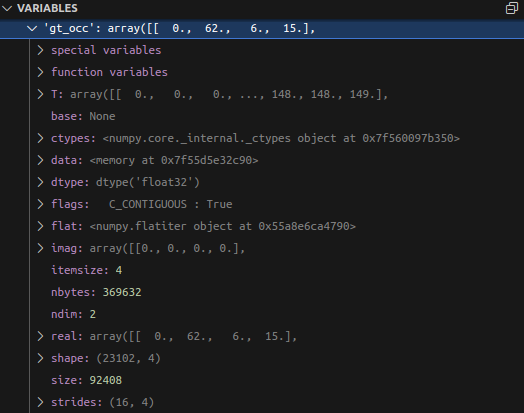 VARIABLES
'gt_occ': array([[  0.,  62.,   6.,  15.],
special variables
function variables
T: array([[  0.,   0.,   0., ..., 148., 148., 149.],
base: None
ctypes: <numpy.core._internal._ctypes object at 0x7f560097b350>
data: <memory at 0x7f55d5e32c90>
dtype: dtype('float32')
flags:   C_CONTIGUOUS : True
flat: <numpy.flatiter object at 0x55a8e6ca4790>
imag: array([[0., 0., 0., 0.],
itemsize: 4
nbytes: 369632
ndim: 2
real: array([[  0.,  62.,   6.,  15.],
shape: (23102, 4)
size: 92408
strides: (16, 4)